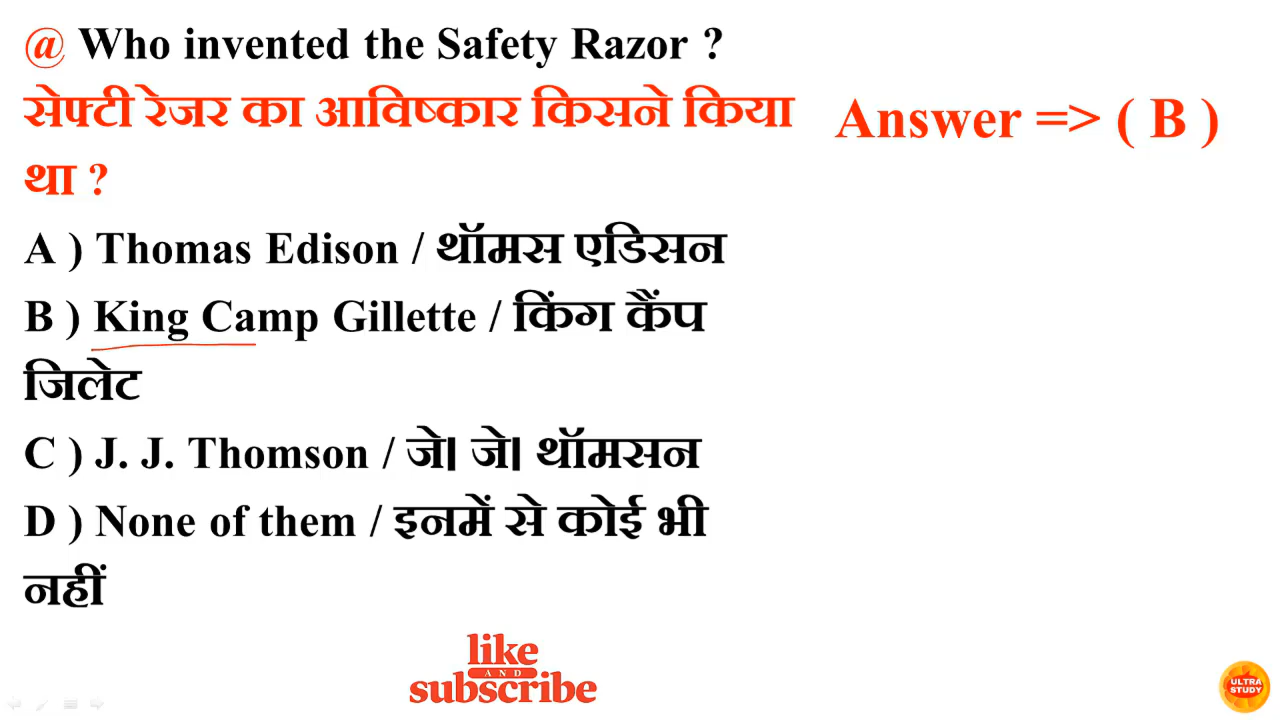 @ Who invented the Safety Razor ?
सेफ्टी रेजर का आविष्कार किसने किया
था ?
Answer => ( B )
A ) Thomas Edison / थॉमस एडिसन
B ) King Camp Gillette / किंग कैंप
जिलेट
C ) J. J. Thomson / जे। जे। थॉमसन
D ) None of them / इनमें से कोई भी
नहीं
like
AND
subscribe
ULTRA
STUDY